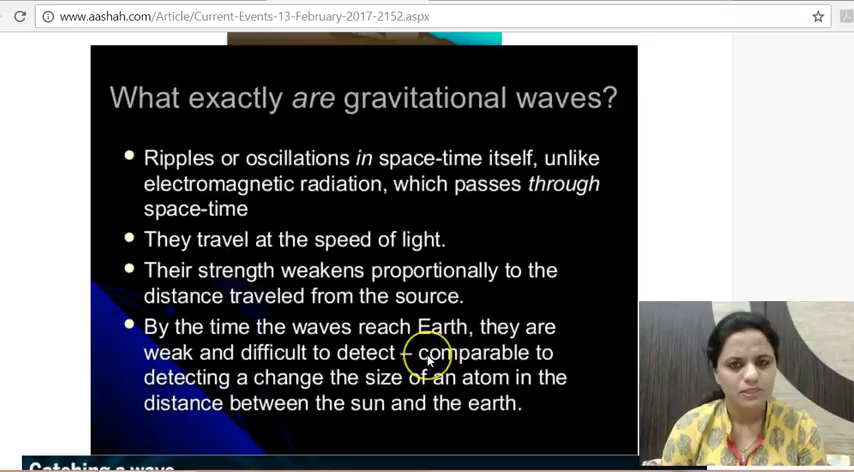 www.aashah.com/Article/Current-Events-13-February-2017-2152.aspx
What exactly are gravitational waves?
Ripples or oscillations in space-time itself, unlike
electromagnetic radiation, which passes through
space-time
They travel at the speed of light.
Their strength weakens proportionally to the
distance traveled from the source.
By the time the waves reach Earth, they are
weak and difficult to detect – comparable to
detecting a change the size of an atom in the
distance between the sun and the earth.
Catching a wave